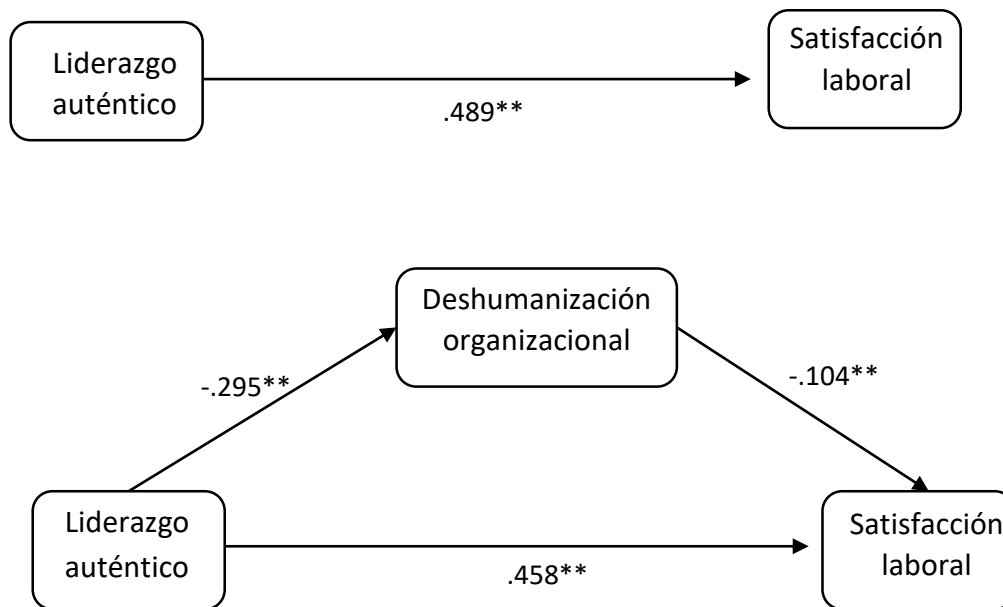 Liderazgo
auténtico
Satisfacción
laboral
.489**
Deshumanización
organizacional
-.295**
-.104**
Liderazgo
auténtico
Satisfacción
laboral
.458**